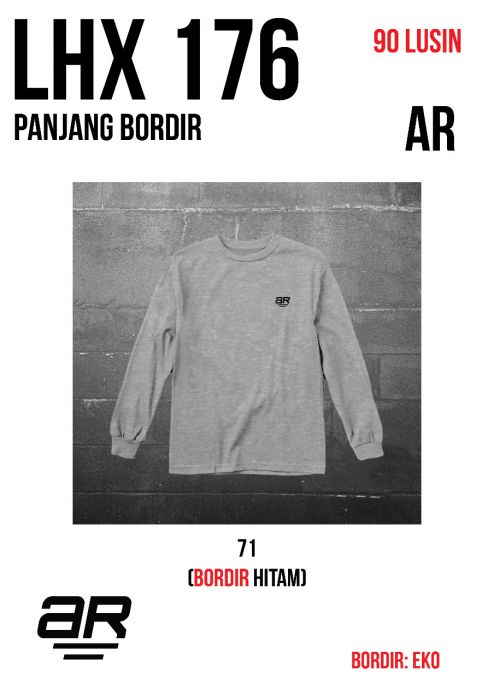 LHX 176
90 LUSIN
PANJANG BORDIR
AR
aR
71
(BORDIR HITAM)
aR
BORDIR: EKO